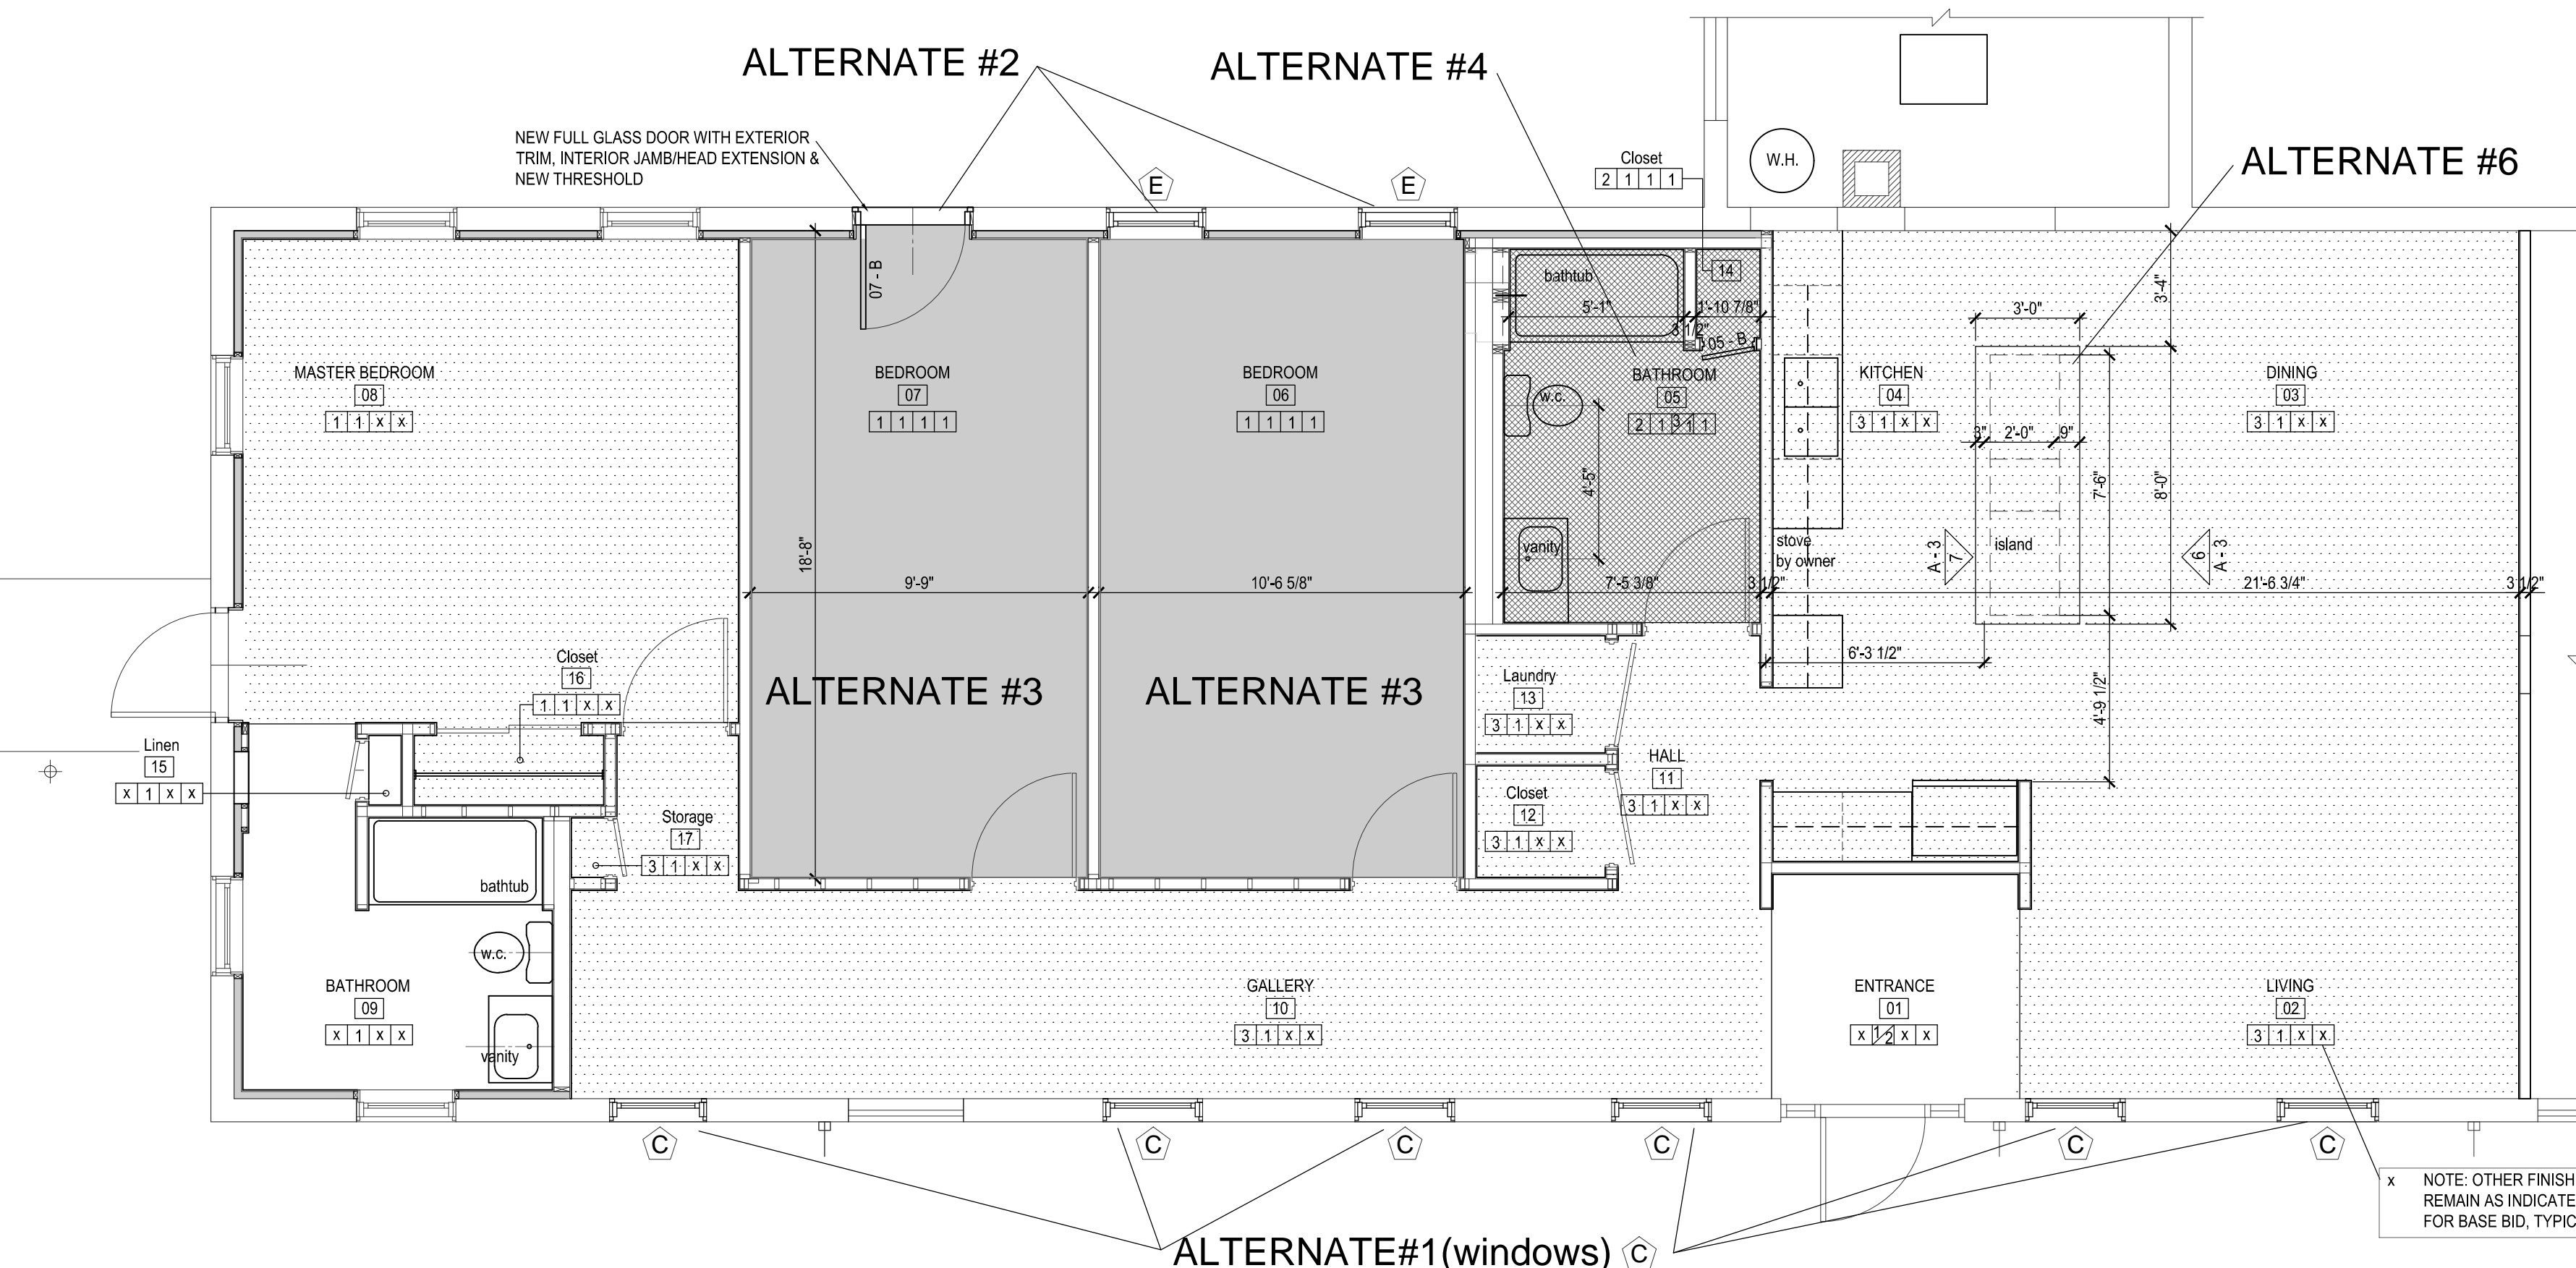 ALTERNATE #2
ALTERNATE #4
NEW FULL GLASS DOOR WITH EXTERIOR
TRIM, INTERIOR JAMB/HEAD EXTENSION &
NEW THRESHOLD
Closet
2 1 1 1
W.H.
ALTERNATE #6
E
E
07 - B
bathtub
14
5'-1"
1'-10 7/8"
3 1/2"
05 - B
3'-0"
3'-4"
MASTER BEDROOM
08
1 1 x x
BEDROOM
07
1 1 1 1
BEDROOM
06
1 1 1 1
BATHROOM
05
2 1 3/1 1
w.c.
KITCHEN
04
3 1 x x
DINING
03
3 1 x x
3"
2'-0"
9"
4'-5"
7'-6"
8'-0"
18'-8"
vanity
stove
by owner
island
A - 3
7
6
A - 3
9'-9"
10'-6 5/8"
7'-5 3/8"
3 1/2"
21'-6 3/4"
3 1/2"
6'-3 1/2"
Closet
16
1 1 x x
ALTERNATE #3
ALTERNATE #3
Laundry
13
3 1 x x
4'-9 1/2"
Linen
15
x 1 x x
HALL
11
3 1 x x
Closet
12
3 1 x x
Storage
17
3 1 x x
bathtub
w.c.
BATHROOM
09
x 1 x x
vanity
GALLERY
10
3 1 x x
ENTRANCE
01
x 1/2 x x
LIVING
02
3 1 x x
C
C
C
C
C
C
x NOTE: OTHER FINISH
REMAIN AS INDICATE
FOR BASE BID, TYPIC
ALTERNATE#1(windows) C